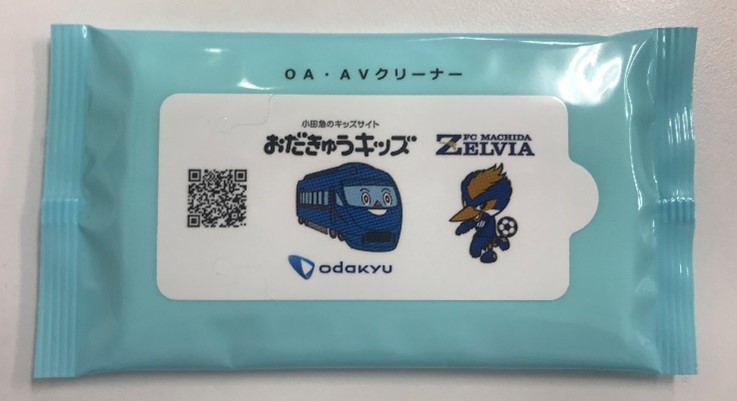 OA・AVクリーナー
小田急のキッズサイト
おだきゅうキッズ
FC MACHIDA
ZELVIA
odakyu